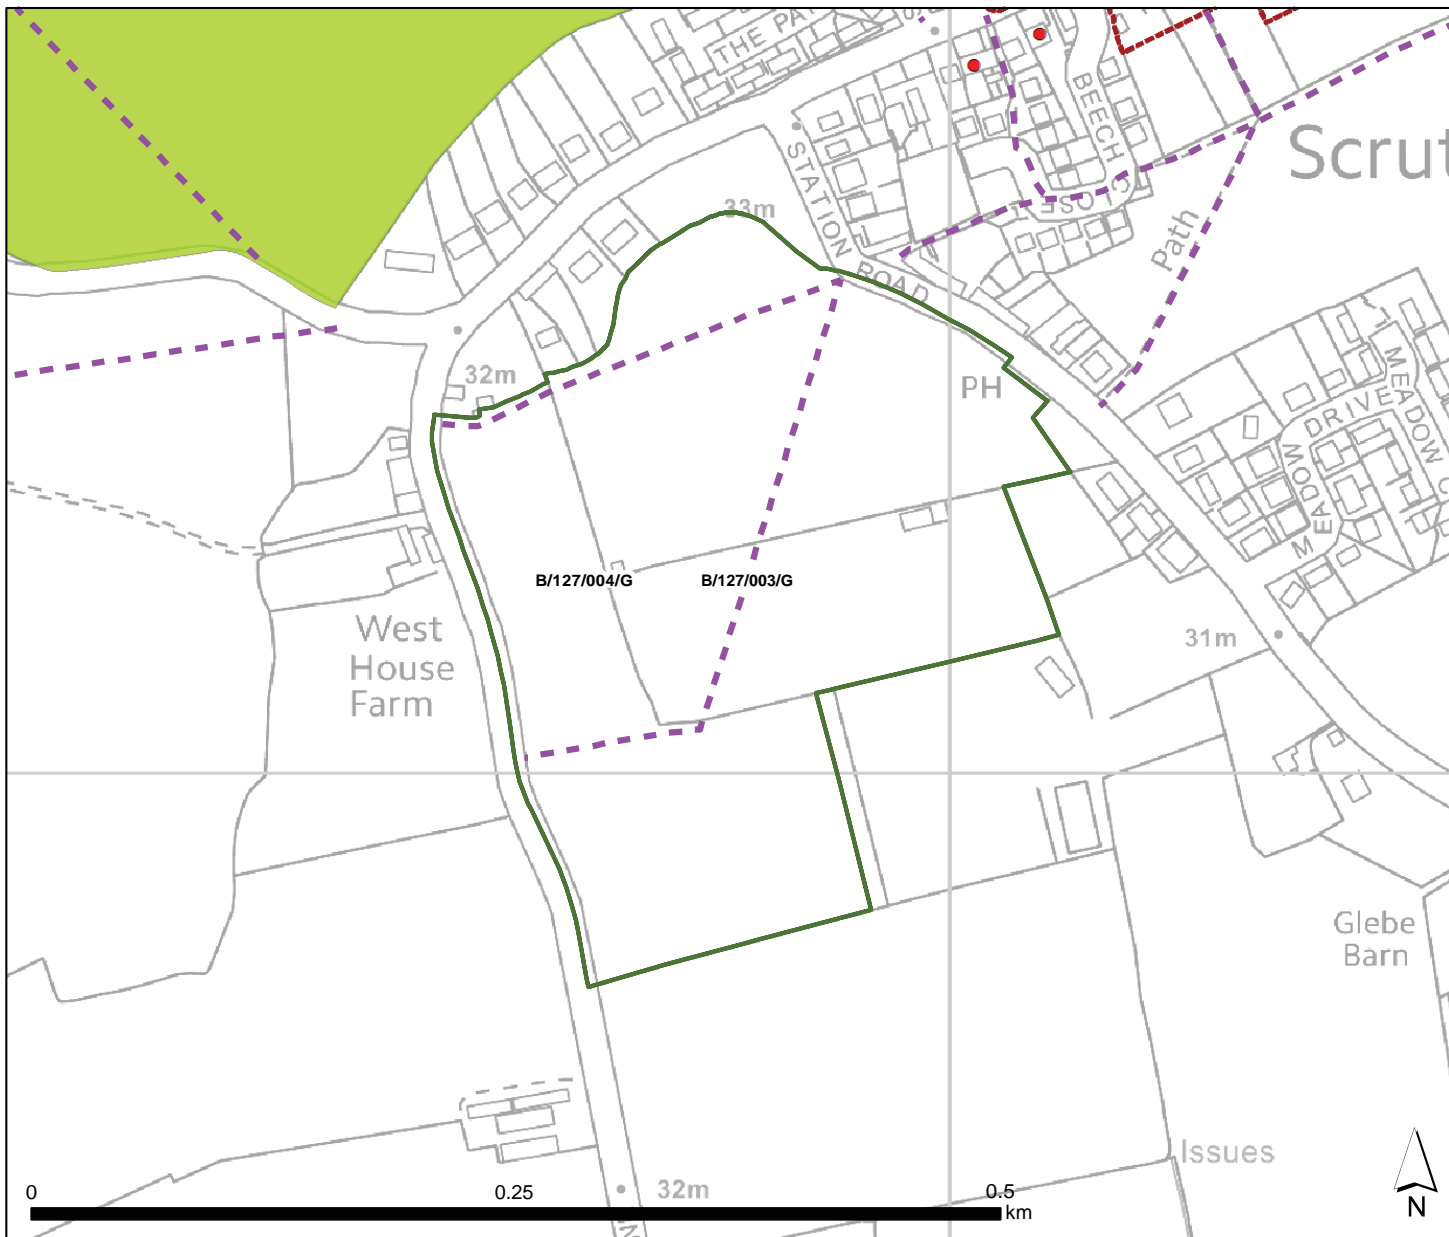 THE PA
BEECH
CLOSE
Scrut
STATION
ROAD
Path
33m
32m
PH
MEADOW
DRIVE
MEADOW C
B/127/004/G
B/127/003/G
West
House
Farm
31m
Glebe
Barn
Issues
32m
0
0.25
0.5
km
N